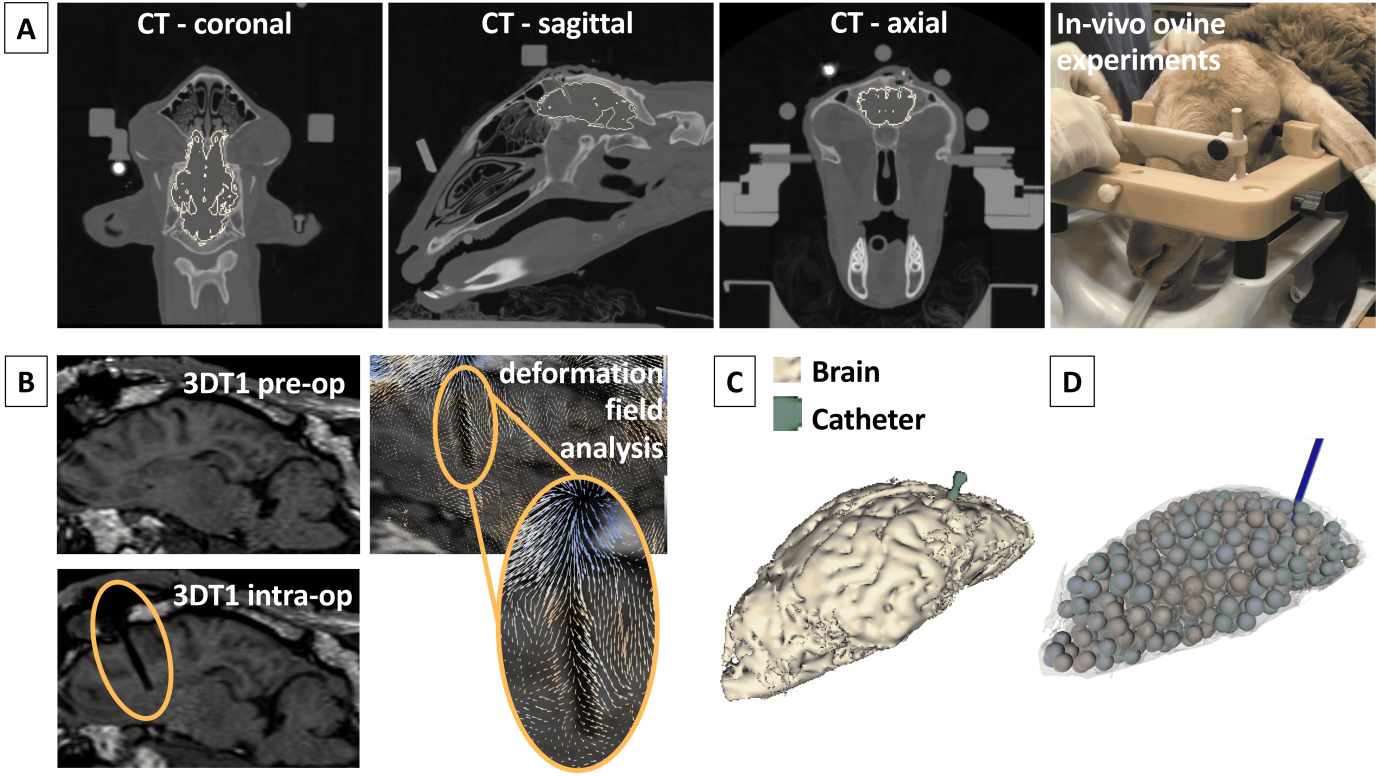 A
CT - coronal
CT - sagittal
CT - axial
In-vivo ovine
experiments
B
3DT1 pre-op
deformation
field
analysis
3DT1 intra-op
C
Brain
Catheter
D